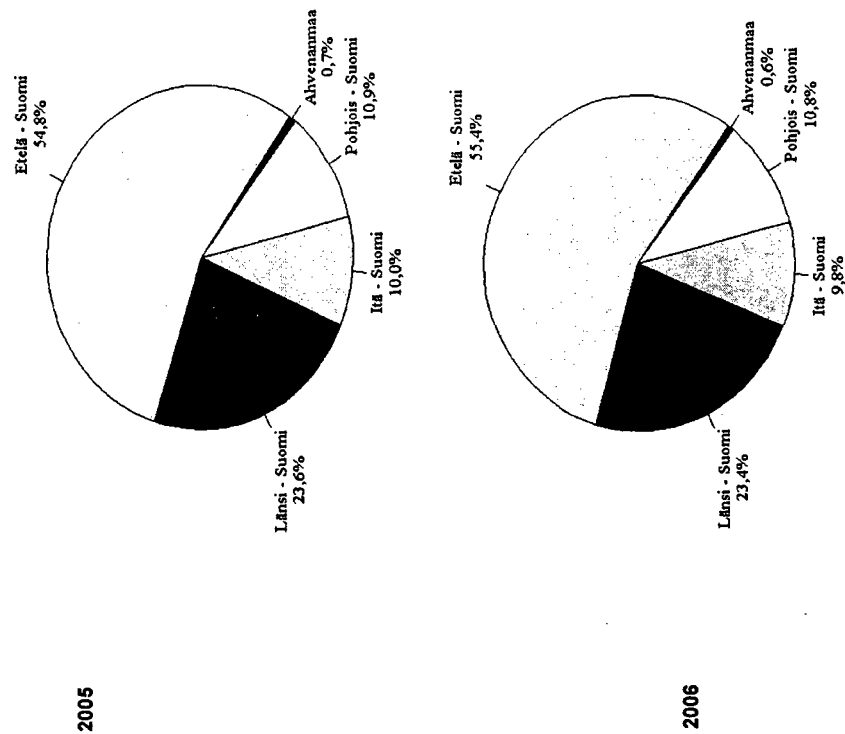 2005
Etelä - Suomi
54,8%
Ahvenanmaa
0,7%
Pohjois - Suomi
10,9%
Itä - Suomi
10,0%
Länsi - Suomi
23,6%
2006
Etelä - Suomi
55,4%
Ahvenanmaa
0,6%
Pohjois - Suomi
10,8%
Itä - Suomi
9,8%
Länsi - Suomi
23,4%